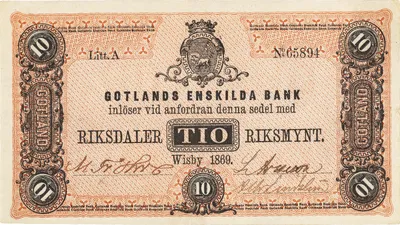 10 10
Litt. A No 65894
GOTLANDS ENSKILDA BANK
inlöser vid anfordran denna sedel med
GOTLAND RIKSDALER TIO RIKSMYNT. GOTLAND
Wisby 1869.
10 10 10